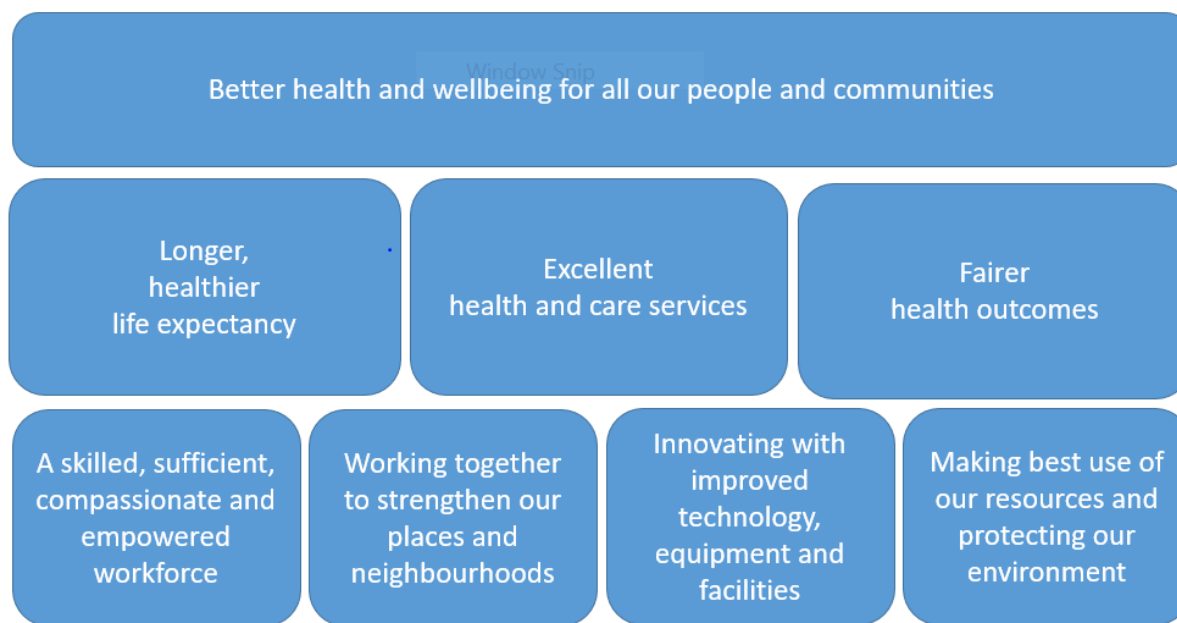 Window Snip
Better health and wellbeing for all our people and communities
Longer,
healthier
life expectancy
Excellent
health and care services
Fairer
health outcomes
A skilled, sufficient,
compassionate and
empowered
workforce
Working together
to strengthen our
places and
neighbourhoods
Innovating with
improved
technology,
equipment and
facilities
Making best use of
our resources and
protecting our
environment